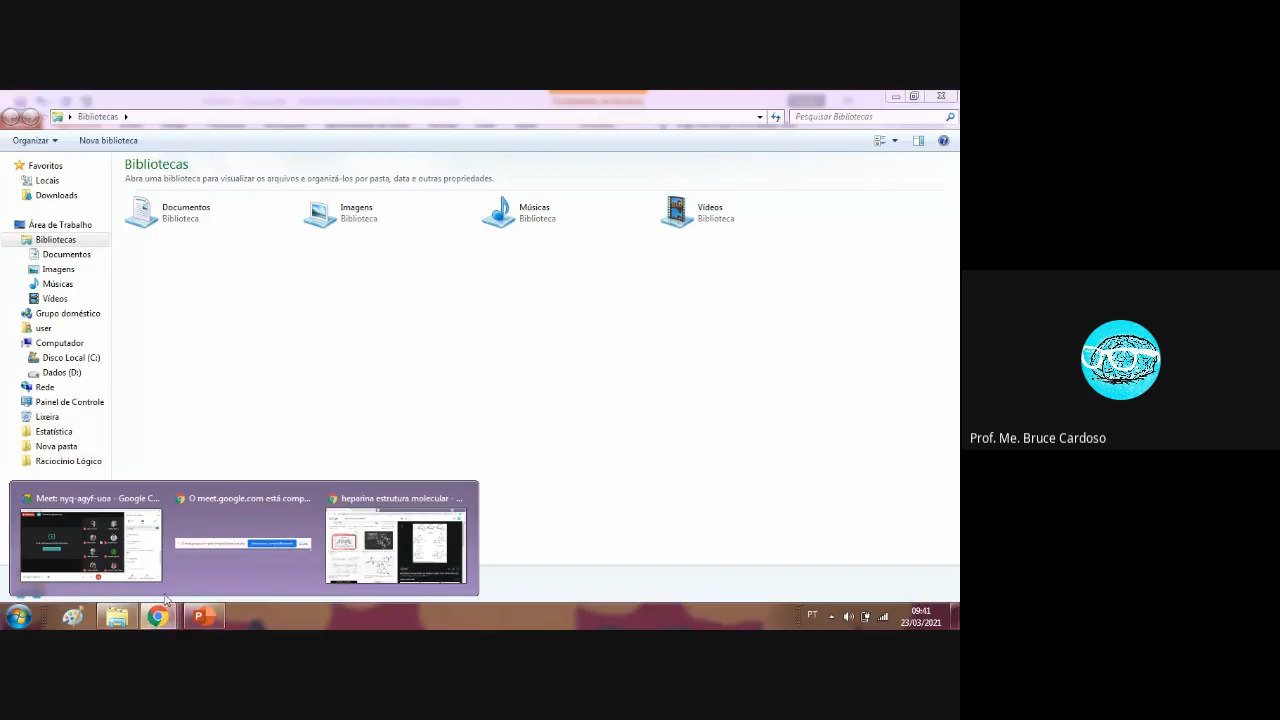 Bibliotecas
Pesquisar Bibliotecas
Organizar
Nova biblioteca
Favoritos
Locais
Downloads
Área de Trabalho
Bibliotecas
Documentos
Imagens
Músicas
Vídeos
Grupo doméstico
user
Computador
Disco Local (C:)
Dados (D:)
Rede
Painel de Controle
Lixeira
Estatística
Nova pasta
Raciocínio Lógico
Bibliotecas
Abra uma biblioteca para visualizar os arquivos e organizá-los por pasta, data e outras propriedades.
Documentos
Biblioteca
Imagens
Biblioteca
Músicas
Biblioteca
Vídeos
Biblioteca
Meet: nyq-agyf-uoa - Google C...
O meet.google.com está comp...
heparina estrutura molecular - ...
PT
09:41
23/03/2021
Prof. Me. Bruce Cardoso